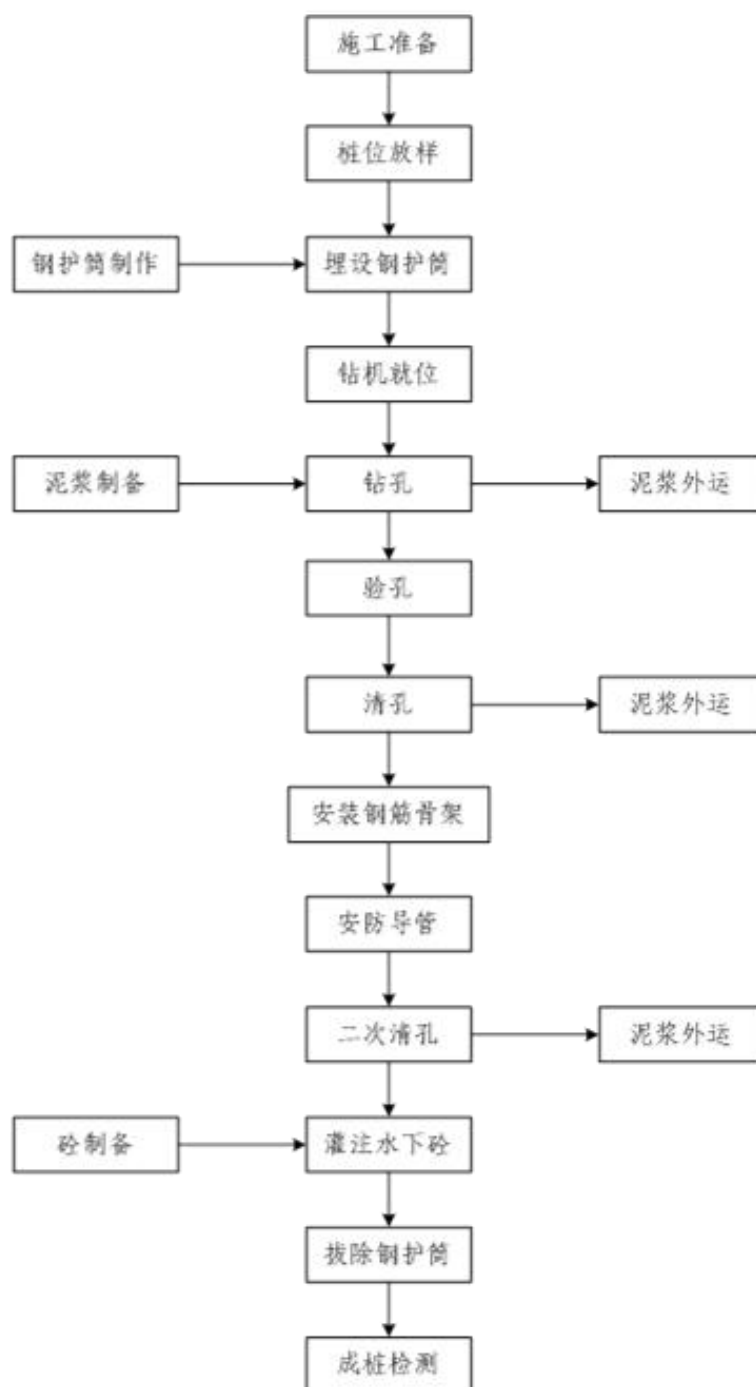 施工准备
桩位放样
钢护筒制作
埋设钢护筒
钻机就位
泥浆制备
钻孔
泥浆外运
验孔
清孔
泥浆外运
安装钢筋骨架
安防导管
二次清孔
泥浆外运
砼制备
灌注水下砼
拔除钢护筒
成桩检测